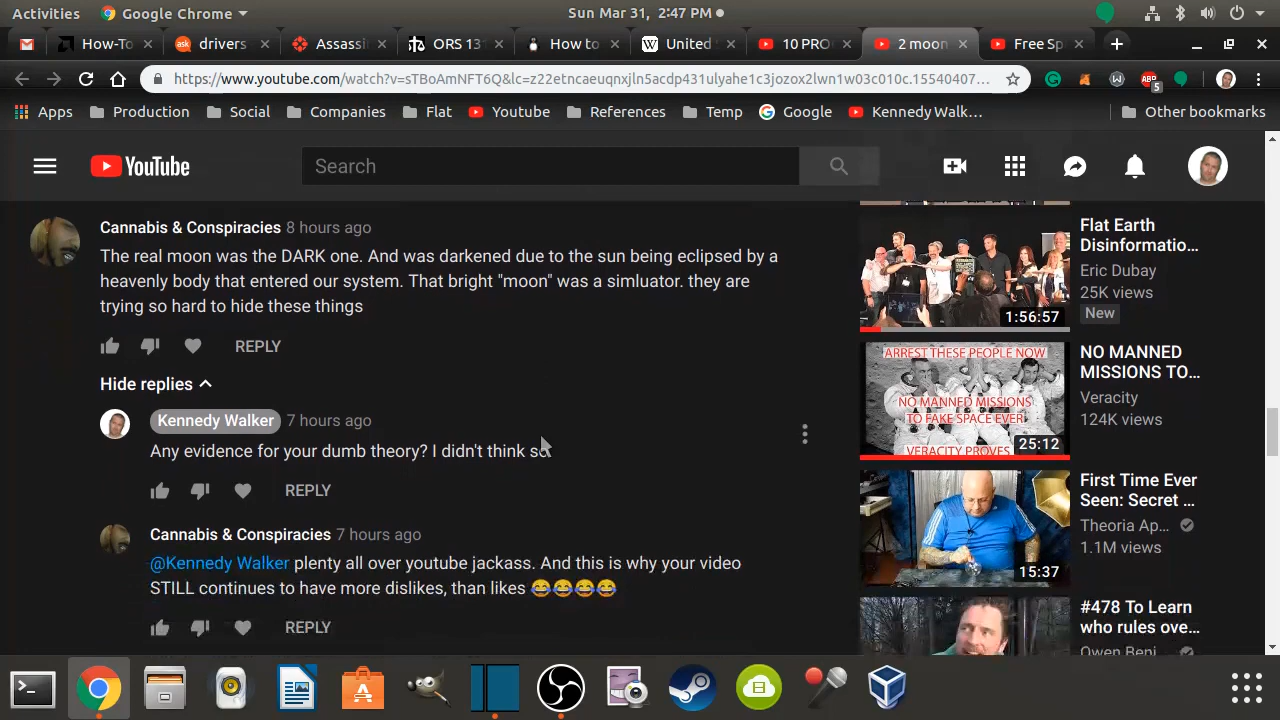 Activities Google Chrome Sun Mar 31, 2:47 PM
How-To drivers Assassi ORS 13 How to United 10 PRO 2 moon Free Sp
https://www.youtube.com/watch?v=sTBoAmNFT6Q&lc=z22etncaeuqnxjln5acdp431ulyahe1c3jozox2lwn1w03c010c.15540407... ABP 5
Apps Production Social Companies Flat Youtube References Temp Google Kennedy Walk... Other bookmarks
YouTube Search
Cannabis & Conspiracies 8 hours ago
The real moon was the DARK one. And was darkened due to the sun being eclipsed by a
heavenly body that entered our system. That bright "moon" was a simluator. they are
trying so hard to hide these things
REPLY
Hide replies
Kennedy Walker 7 hours ago
Any evidence for your dumb theory? I didn't think so
REPLY
Cannabis & Conspiracies 7 hours ago
@Kennedy Walker plenty all over youtube jackass. And this is why your video
STILL continues to have more dislikes, than likes 😂😂😂😂
REPLY
Flat Earth
Disinformatio...
Eric Dubay
25K views
New
1:56:57
ARREST THESE PEOPLE NOW
NO MANNED MISSIONS
TO FAKE SPACE EVER
VERACITY PROVES
25:12
NO MANNED
MISSIONS TO...
Veracity
124K views
First Time Ever
Seen: Secret ...
Theoria Ap...
1.1M views
15:37
#478 To Learn
who rules ove...
Owen Benj...